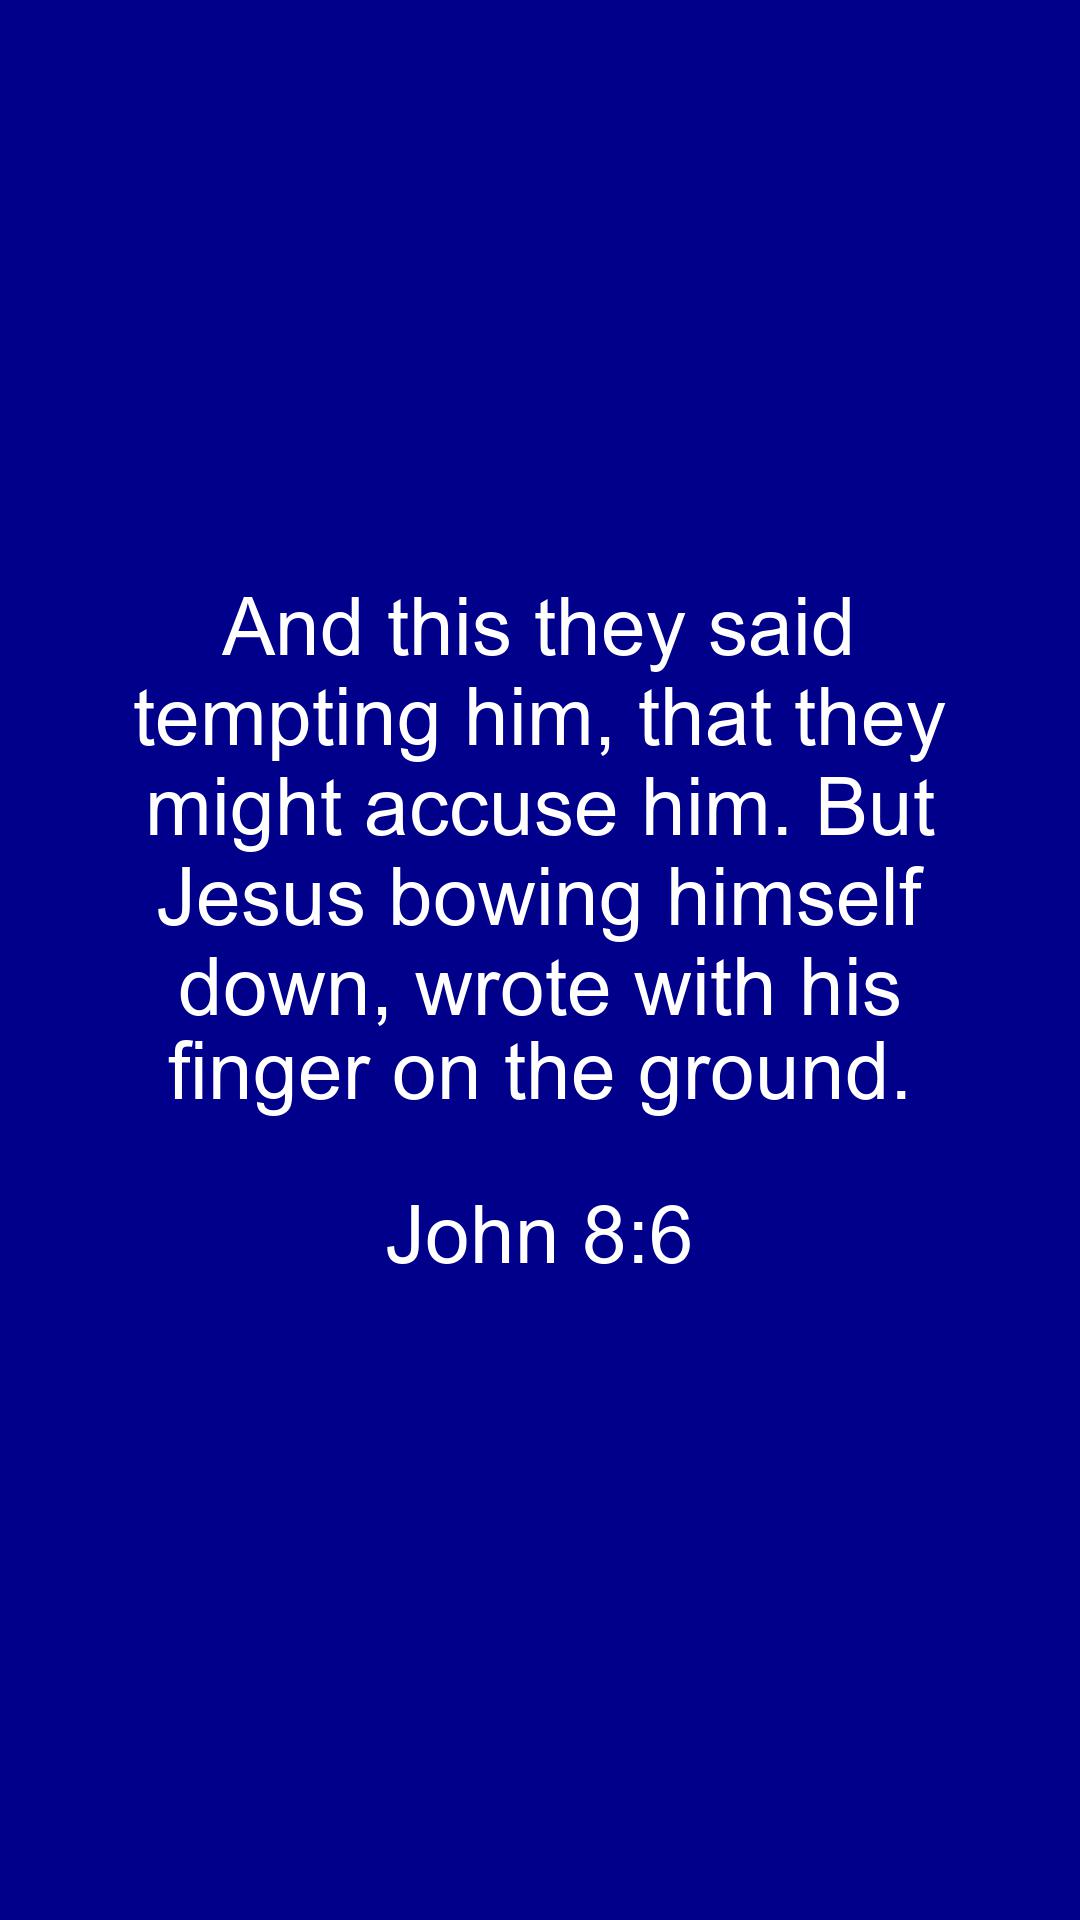 And this they said
tempting him, that they
might accuse him. But
Jesus bowing himself
down, wrote with his
finger on the ground.
John 8:6